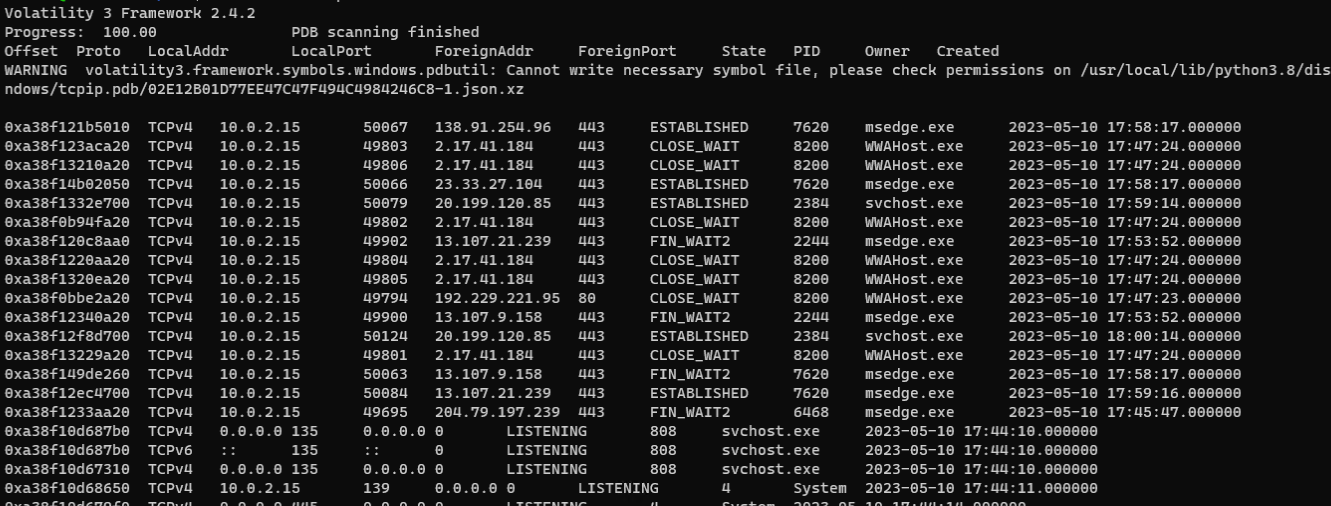 Volatility 3 Framework 2.4.2
Progress:  100.00               PDB scanning finished
Offset  Proto   LocalAddr       LocalPort       ForeignAddr     ForeignPort     State   PID     Owner   Created
WARNING  volatility3.framework.symbols.windows.pdbutil: Cannot write necessary symbol file, please check permissions on /usr/local/lib/python3.8/dis
ndows/tcpip.pdb/02E12B01D77EE47C47F494C4984246C8-1.json.xz
0xa38f121b5010  TCPv4   10.0.2.15       50067   138.91.254.96   443     ESTABLISHED     7620    msedge.exe      2023-05-10 17:58:17.000000
0xa38f123aca20  TCPv4   10.0.2.15       49803   2.17.41.184     443     CLOSE_WAIT      8200    WWAHost.exe     2023-05-10 17:47:24.000000
0xa38f13210a20  TCPv4   10.0.2.15       49806   2.17.41.184     443     CLOSE_WAIT      8200    WWAHost.exe     2023-05-10 17:47:24.000000
0xa38f14b02050  TCPv4   10.0.2.15       50066   23.33.27.104    443     ESTABLISHED     7620    msedge.exe      2023-05-10 17:58:17.000000
0xa38f1332e700  TCPv4   10.0.2.15       50079   20.199.120.85   443     ESTABLISHED     2384    svchost.exe     2023-05-10 17:59:14.000000
0xa38f0b94fa20  TCPv4   10.0.2.15       49802   2.17.41.184     443     CLOSE_WAIT      8200    WWAHost.exe     2023-05-10 17:47:24.000000
0xa38f120c8aa0  TCPv4   10.0.2.15       49902   13.107.21.239   443     FIN_WAIT2       2244    msedge.exe      2023-05-10 17:53:52.000000
0xa38f1220aa20  TCPv4   10.0.2.15       49804   2.17.41.184     443     CLOSE_WAIT      8200    WWAHost.exe     2023-05-10 17:47:24.000000
0xa38f1320ea20  TCPv4   10.0.2.15       49805   2.17.41.184     443     CLOSE_WAIT      8200    WWAHost.exe     2023-05-10 17:47:24.000000
0xa38f0bbe2a20  TCPv4   10.0.2.15       49794   192.229.221.95  80      CLOSE_WAIT      8200    WWAHost.exe     2023-05-10 17:47:23.000000
0xa38f12340a20  TCPv4   10.0.2.15       49900   13.107.9.158    443     FIN_WAIT2       2244    msedge.exe      2023-05-10 17:53:52.000000
0xa38f12f8d700  TCPv4   10.0.2.15       50124   20.199.120.85   443     ESTABLISHED     2384    svchost.exe     2023-05-10 18:00:14.000000
0xa38f13229a20  TCPv4   10.0.2.15       49801   2.17.41.184     443     CLOSE_WAIT      8200    WWAHost.exe     2023-05-10 17:47:24.000000
0xa38f149de260  TCPv4   10.0.2.15       50063   13.107.9.158    443     FIN_WAIT2       7620    msedge.exe      2023-05-10 17:58:17.000000
0xa38f12ec4700  TCPv4   10.0.2.15       50084   13.107.21.239   443     ESTABLISHED     7620    msedge.exe      2023-05-10 17:59:16.000000
0xa38f1233aa20  TCPv4   10.0.2.15       49695   204.79.197.239  443     FIN_WAIT2       6468    msedge.exe      2023-05-10 17:45:47.000000
0xa38f10d687b0  TCPv4   0.0.0.0 135     0.0.0.0 0       LISTENING       808     svchost.exe     2023-05-10 17:44:10.000000
0xa38f10d687b0  TCPv6   ::      135     ::      0       LISTENING       808     svchost.exe     2023-05-10 17:44:10.000000
0xa38f10d67310  TCPv4   0.0.0.0 135     0.0.0.0 0       LISTENING       808     svchost.exe     2023-05-10 17:44:10.000000
0xa38f10d68650  TCPv4   10.0.2.15       139     0.0.0.0 0       LISTENING       4       System  2023-05-10 17:44:11.000000